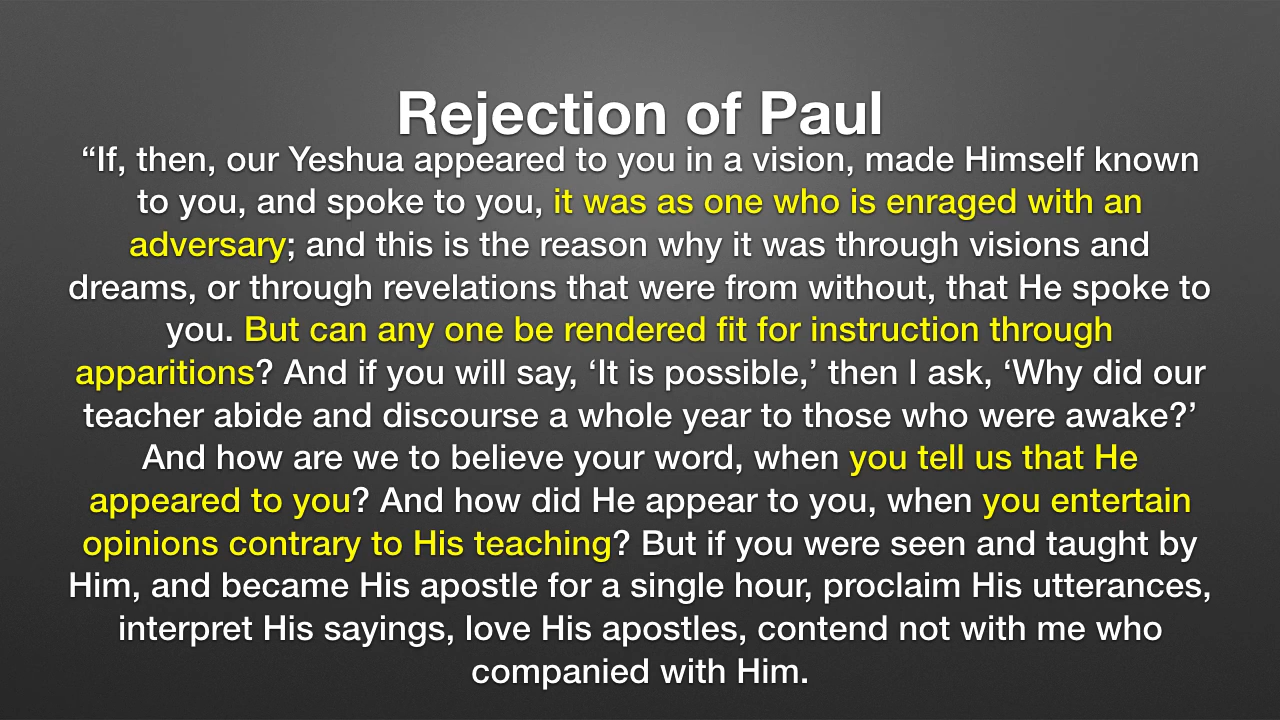 Rejection of Paul
“If, then, our Yeshua appeared to you in a vision, made Himself known
to you, and spoke to you, it was as one who is enraged with an
adversary; and this is the reason why it was through visions and
dreams, or through revelations that were from without, that He spoke to
you. But can any one be rendered fit for instruction through
apparitions? And if you will say, ‘It is possible,’ then I ask, ‘Why did our
teacher abide and discourse a whole year to those who were awake?’
And how are we to believe your word, when you tell us that He
appeared to you? And how did He appear to you, when you entertain
opinions contrary to His teaching? But if you were seen and taught by
Him, and became His apostle for a single hour, proclaim His utterances,
interpret His sayings, love His apostles, contend not with me who
companied with Him.